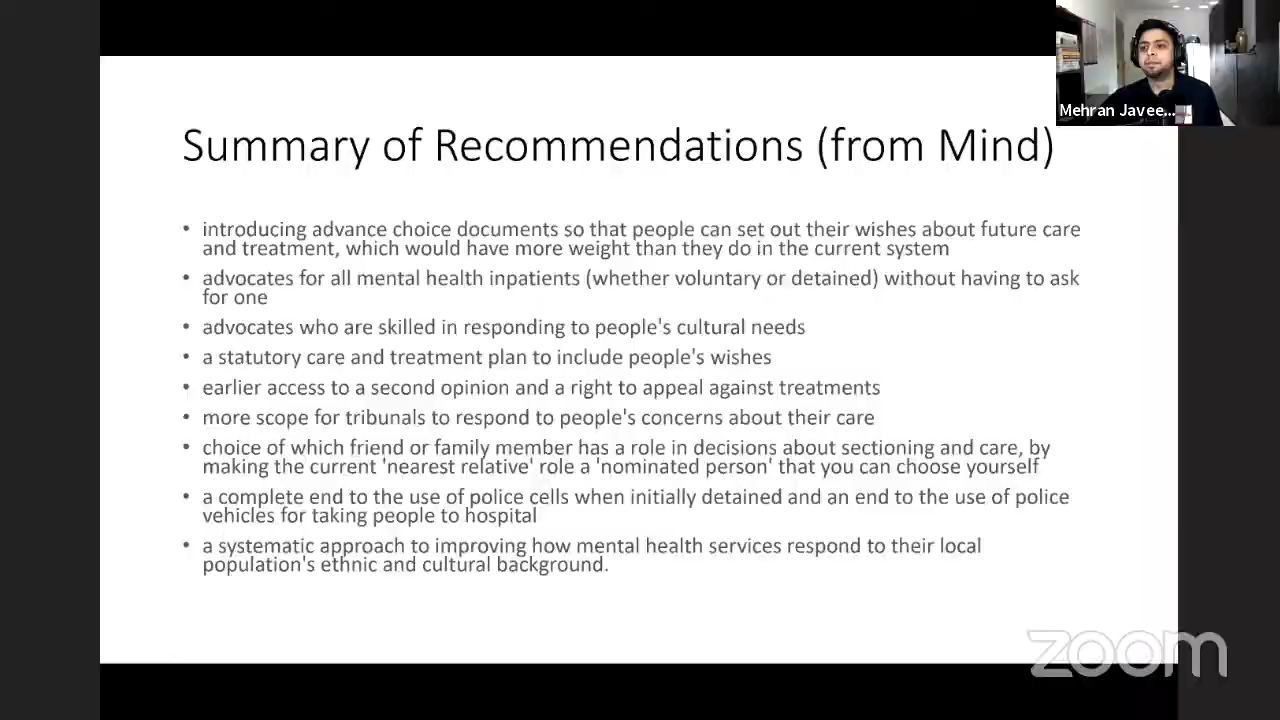 Mehran Javee...
Summary of Recommendations (from Mind)
• introducing advance choice documents so that people can set out their wishes about future care
and treatment, which would have more weight than they do in the current system
• advocates for all mental health inpatients (whether voluntary or detained) without having to ask
for one
• advocates who are skilled in responding to people's cultural needs
• a statutory care and treatment plan to include people's wishes
• earlier access to a second opinion and a right to appeal against treatments
• more scope for tribunals to respond to people's concerns about their care
• choice of which friend or family member has a role in decisions about sectioning and care, by
making the current 'nearest relative' role a 'nominated person' that you can choose yourself
• a complete end to the use of police cells when initially detained and an end to the use of police
vehicles for taking people to hospital
• a systematic approach to improving how mental health services respond to their local
population's ethnic and cultural background.
zoom